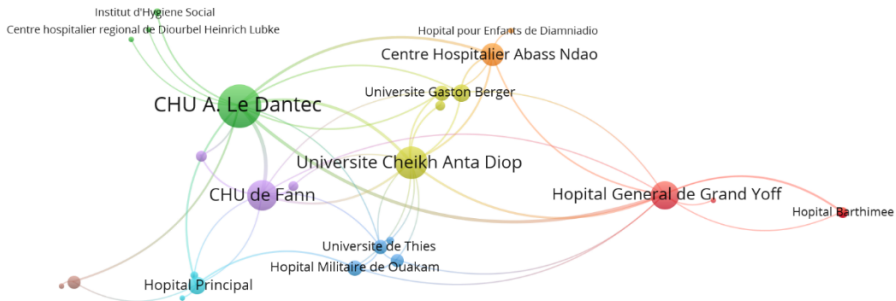 Institut d'Hygiene Social
Centre hospitalier regional de Diourbel Heinrich Lubke
Hopital pour Enfants de Diamniadio
Centre Hospitalier Abass Ndao
Universite Gaston Berger
CHU A. Le Dantec
Universite Cheikh Anta Diop
CHU de Fann
Hopital General de Grand Yoff
Hopital Barthimee
Universite de Thies
Hopital Militaire de Ouakam
Hopital Principal